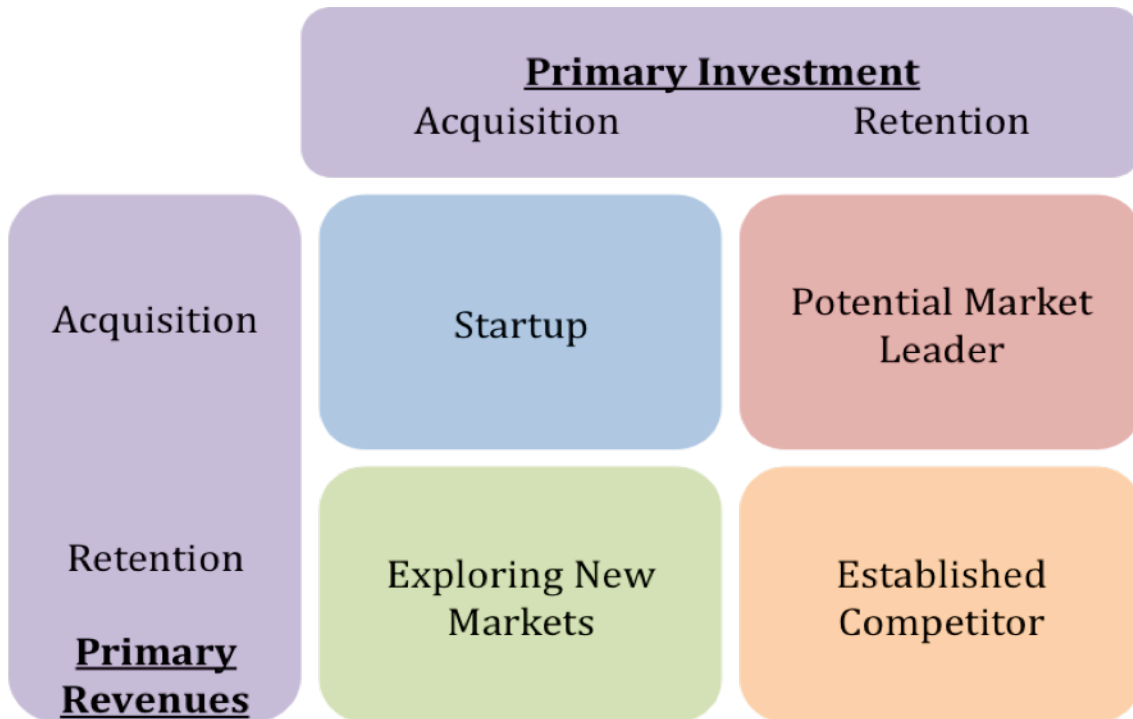 Primary Investment
Acquisition Retention
Acquisition
Startup
Potential Market
Leader
Retention
Exploring New
Markets
Established
Competitor
Primary
Revenues